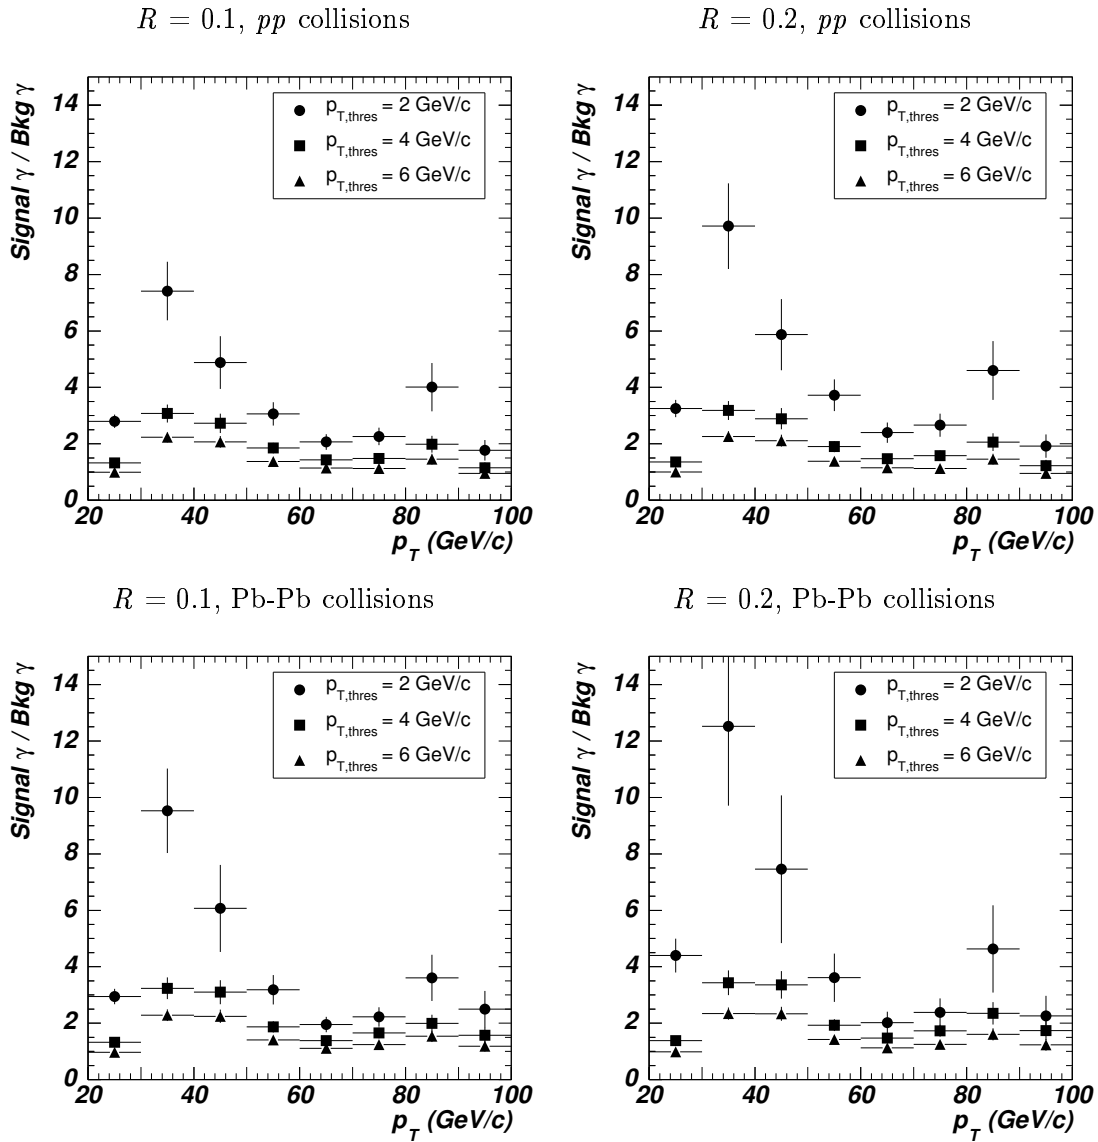 R = 0.1, pp collisions
Signal γ / Bkg γ
14
12
10
8
6
4
2
0
p_T,thres = 2 GeV/c
p_T,thres = 4 GeV/c
p_T,thres = 6 GeV/c
20 40 60 80 100
p_T (GeV/c)
R = 0.2, pp collisions
Signal γ / Bkg γ
14
12
10
8
6
4
2
0
p_T,thres = 2 GeV/c
p_T,thres = 4 GeV/c
p_T,thres = 6 GeV/c
20 40 60 80 100
p_T (GeV/c)
R = 0.1, Pb-Pb collisions
Signal γ / Bkg γ
14
12
10
8
6
4
2
0
p_T,thres = 2 GeV/c
p_T,thres = 4 GeV/c
p_T,thres = 6 GeV/c
20 40 60 80 100
p_T (GeV/c)
R = 0.2, Pb-Pb collisions
Signal γ / Bkg γ
14
12
10
8
6
4
2
0
p_T,thres = 2 GeV/c
p_T,thres = 4 GeV/c
p_T,thres = 6 GeV/c
20 40 60 80 100
p_T (GeV/c)